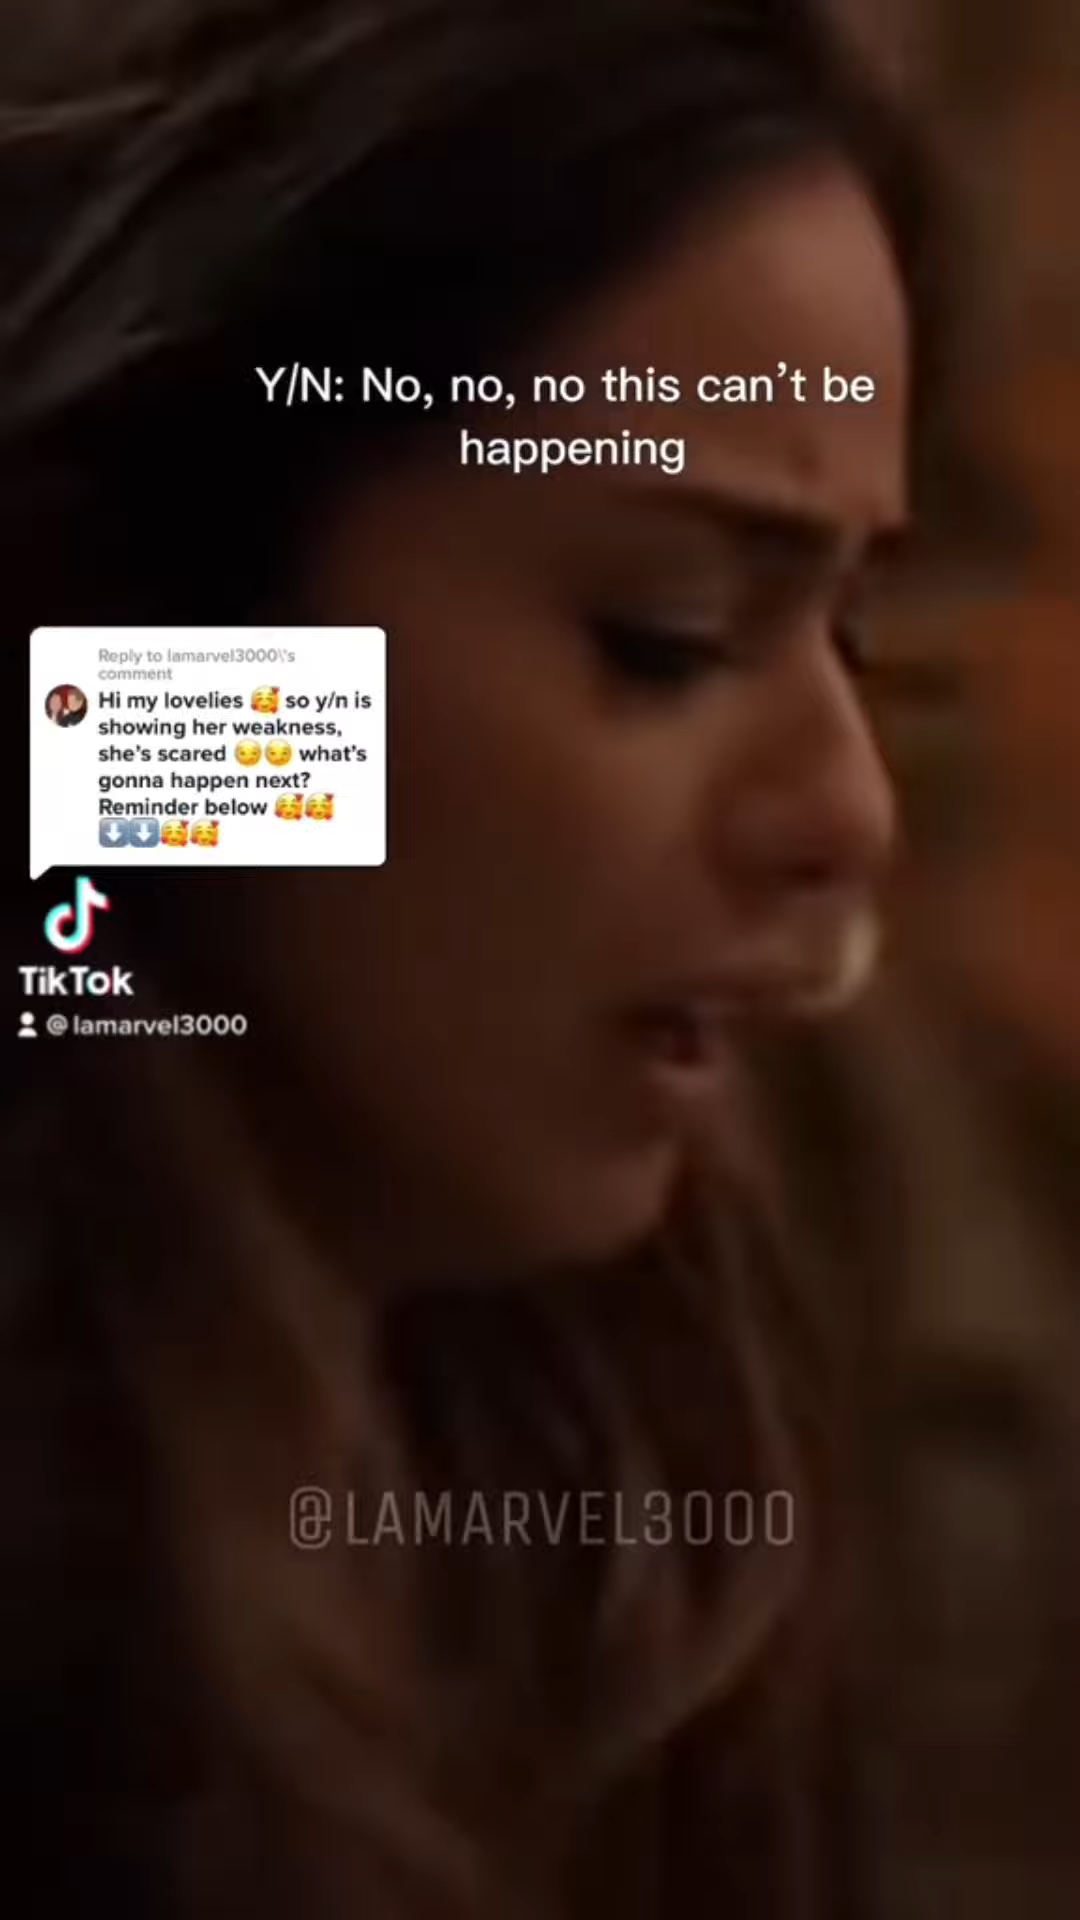 Y/N: No, no, no this can't be
happening
Reply to lamarvel3000\'s
comment
Hi my lovelies 🥰 so y/n is
showing her weakness,
she's scared 😏😏 what's
gonna happen next?
Reminder below 🥰🥰
⬇️⬇️🥰🥰
TikTok
@lamarvel3000
@LAMARVEL3000